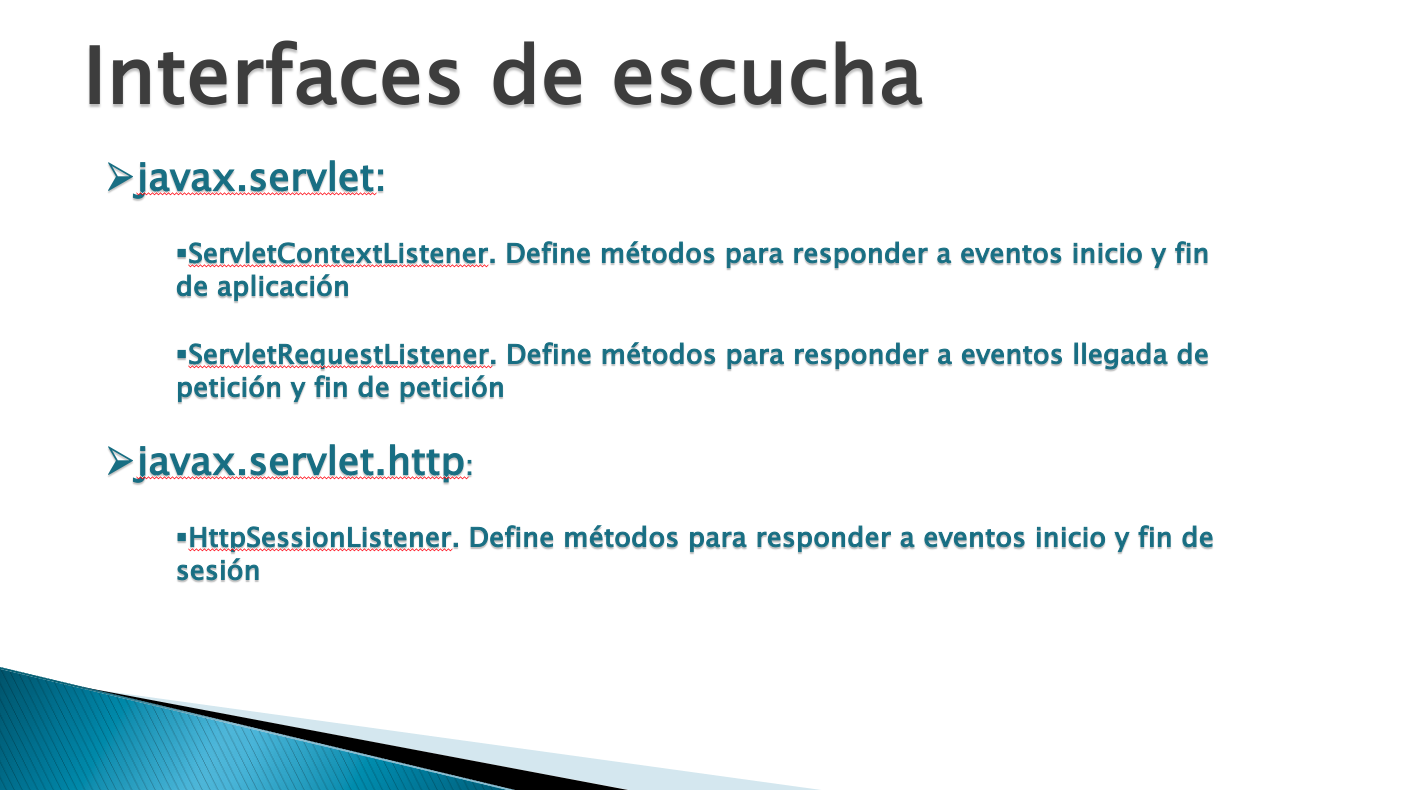 Interfaces de escucha
➢javax.servlet:
▪ServletContextListener. Define métodos para responder a eventos inicio y fin
de aplicación
▪ServletRequestListener. Define métodos para responder a eventos llegada de
petición y fin de petición
➢javax.servlet.http:
▪HttpSessionListener. Define métodos para responder a eventos inicio y fin de
sesión